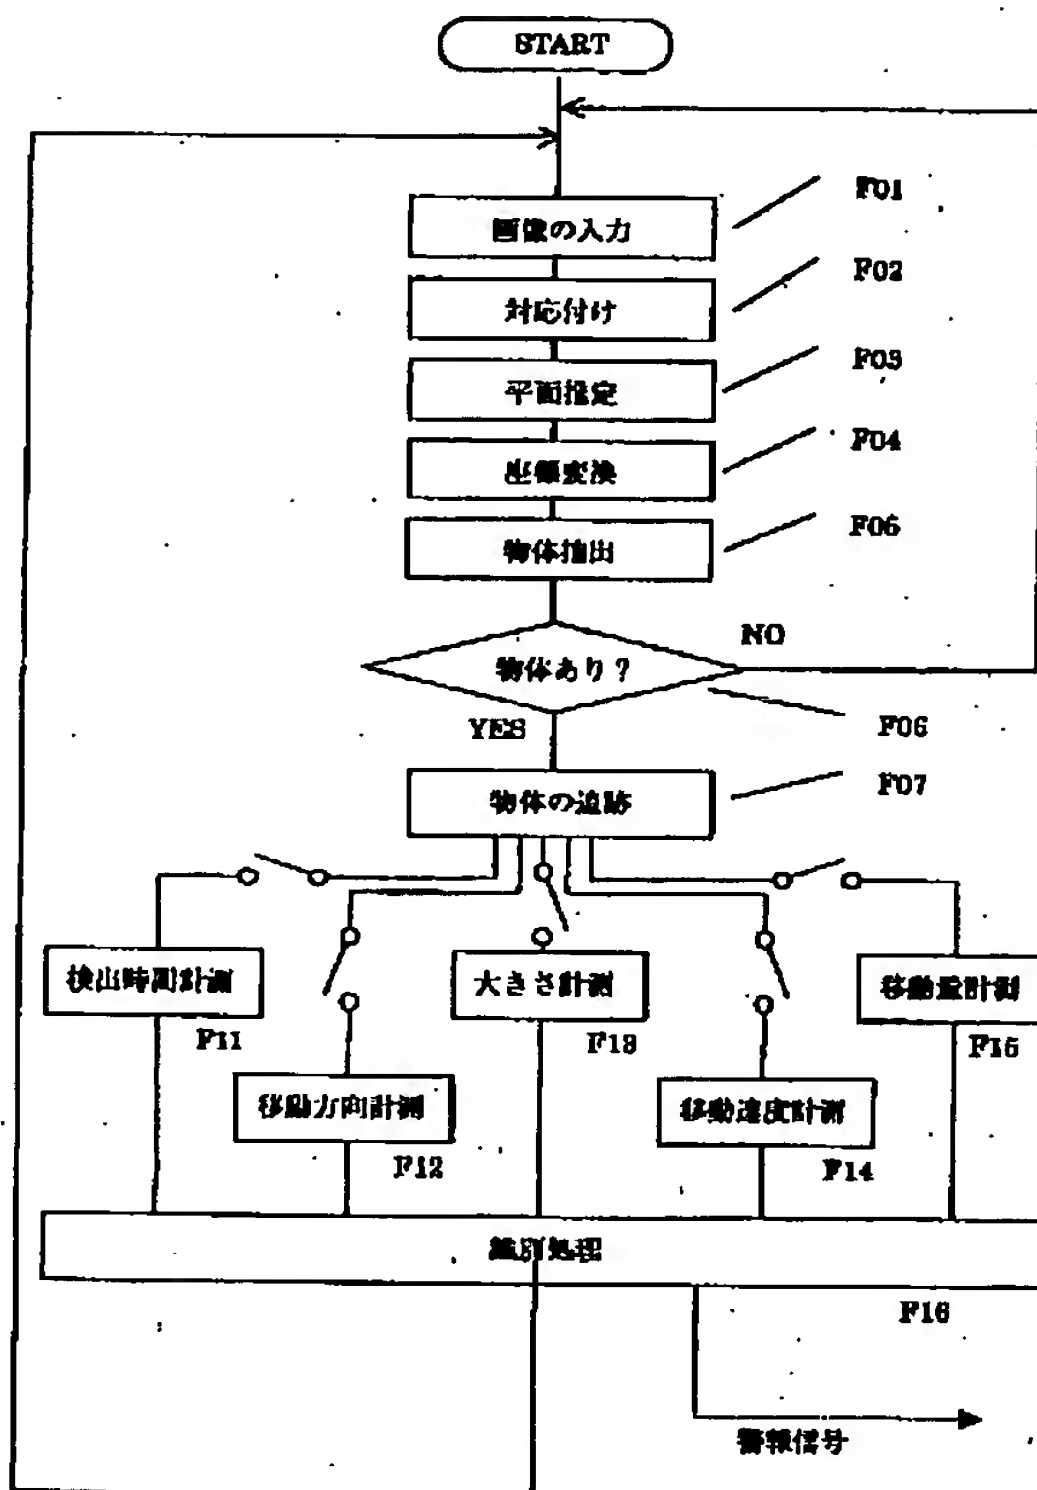 START
画像の入力
F01
対応付け
F02
平面推定
F03
座標変換
F04
物体抽出
F05
物体あり？
NO
YES
F06
物体の追跡
F07
検出時間計測
F11
移動方向計測
F12
大きさ計測
F13
移動速度計測
F14
移動量計測
F15
識別処理
F16
警報信号